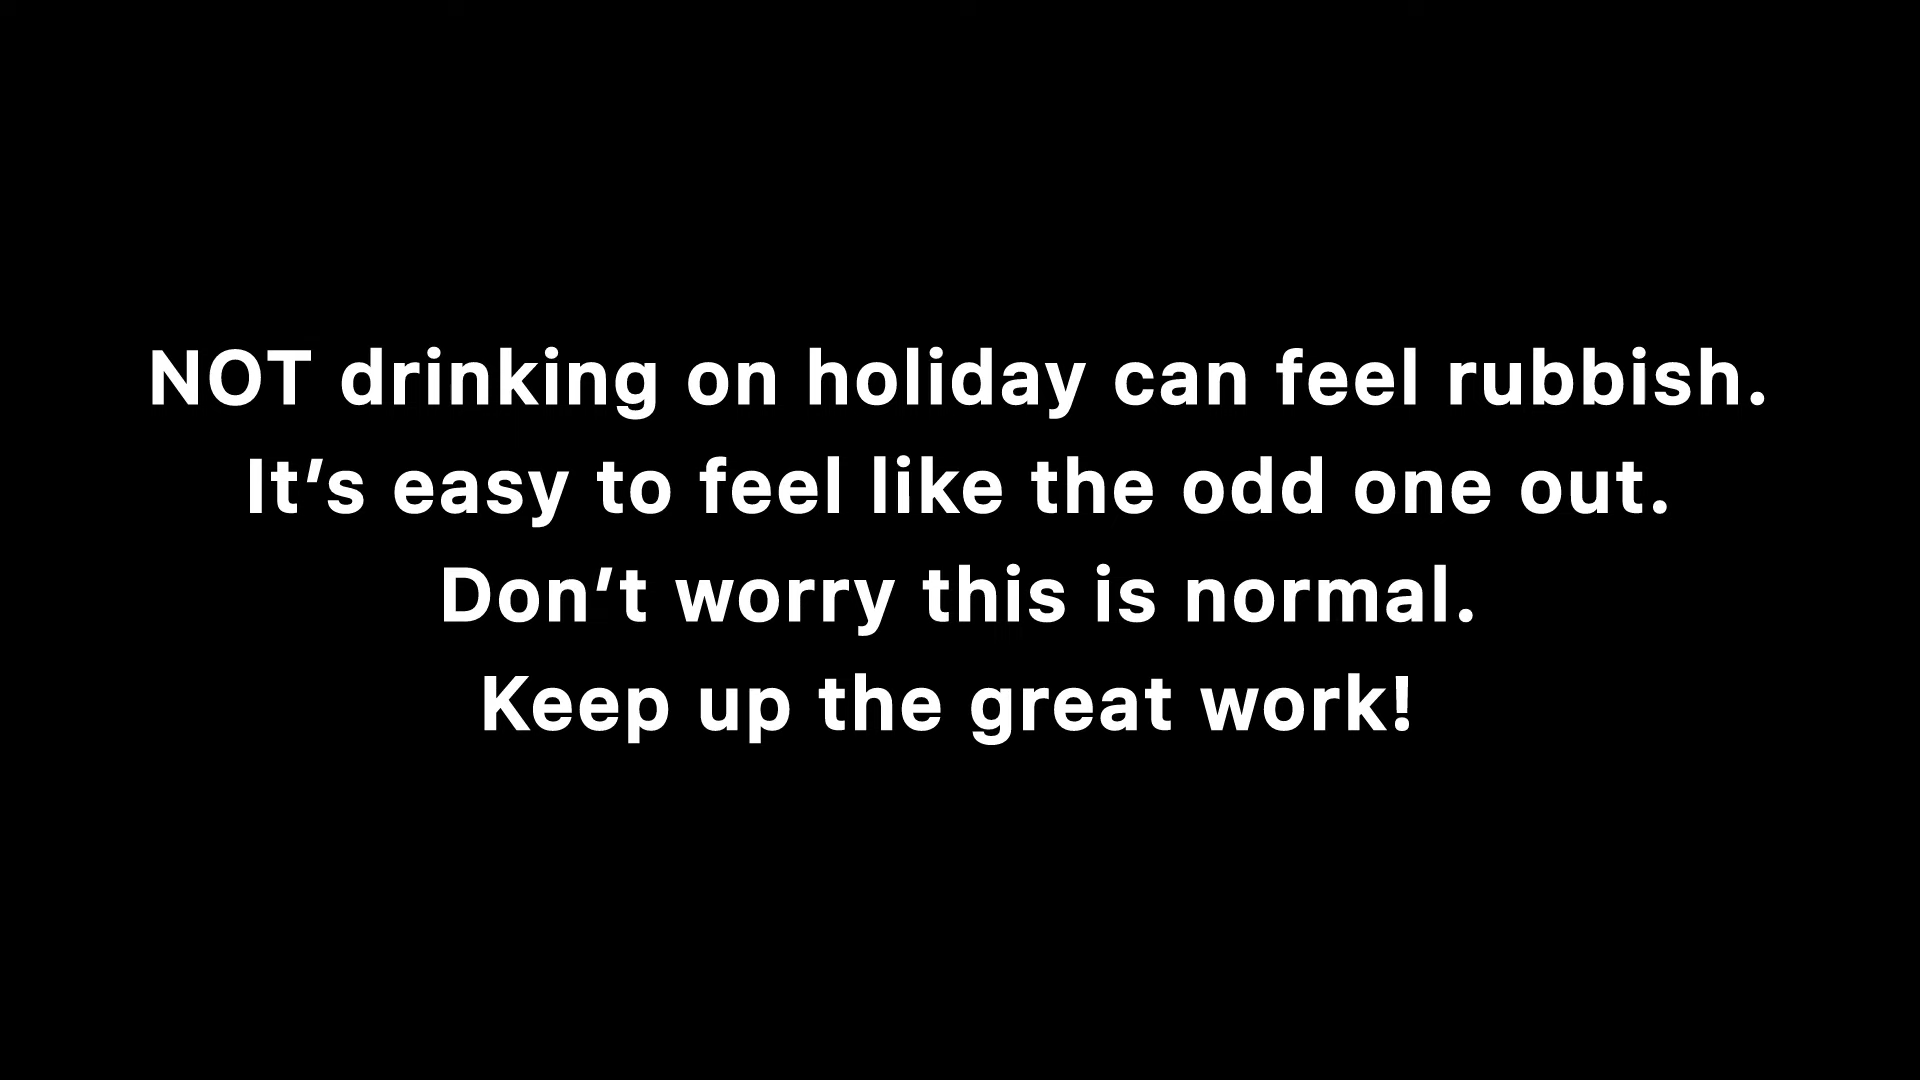 NOT drinking on holiday can feel rubbish.
It’s easy to feel like the odd one out.
Don’t worry this is normal.
Keep up the great work!